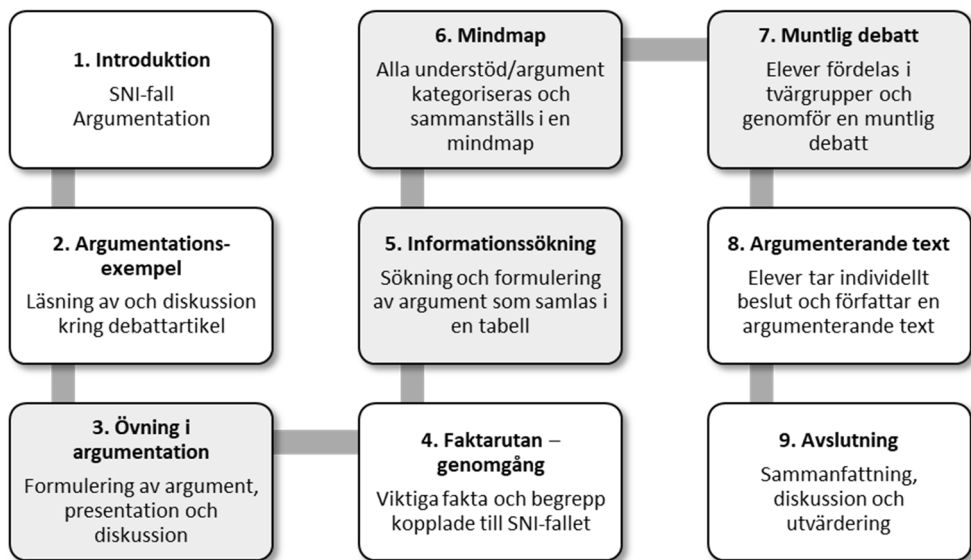 1. Introduktion
SNI-fall
Argumentation
2. Argumentations-
exempel
Läsning av och diskussion
kring debattartikel
3. Övning i
argumentation
Formulering av argument,
presentation och
diskussion
4. Faktarutan –
genomgång
Viktiga fakta och begrepp
kopplade till SNI-fallet
5. Informationssökning
Sökning och formulering
av argument som samlas i
en tabell
6. Mindmap
Alla understöd/argument
kategoriseras och
sammanställs i en
mindmap
7. Muntlig debatt
Elever fördelas i
tvärgrupper och
genomför en muntlig
debatt
8. Argumenterande text
Elever tar individellt
beslut och författar en
argumenterande text
9. Avslutning
Sammanfattning,
diskussion och
utvärdering